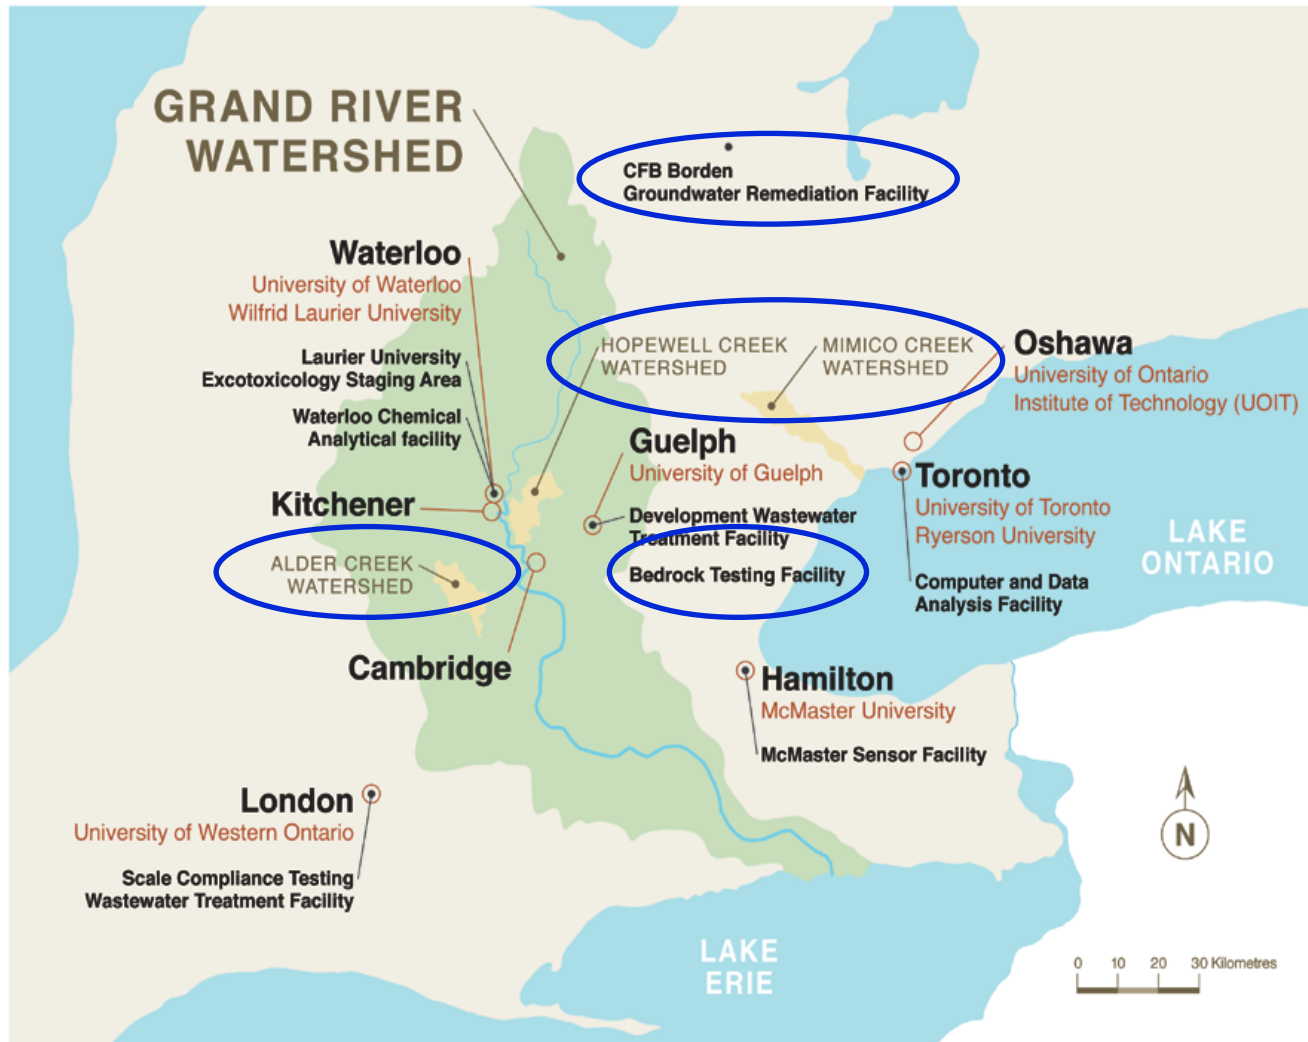 GRAND RIVER
WATERSHED
CFB Borden
Groundwater Remediation Facility
Waterloo
University of Waterloo
Wilfrid Laurier University
Laurier University
Excotoxicology Staging Area
Waterloo Chemical
Analytical facility
HOPEWELL CREEK
WATERSHED
MIMICO CREEK
WATERSHED
Oshawa
University of Ontario
Institute of Technology (UOIT)
Guelph
University of Guelph
Development Wastewater
Treatment Facility
Bedrock Testing Facility
Toronto
University of Toronto
Ryerson University
Computer and Data
Analysis Facility
LAKE
ONTARIO
Kitchener
ALDER CREEK
WATERSHED
Cambridge
Hamilton
McMaster University
McMaster Sensor Facility
London
University of Western Ontario
Scale Compliance Testing
Wastewater Treatment Facility
N
LAKE
ERIE
0 10 20 30 Kilometres